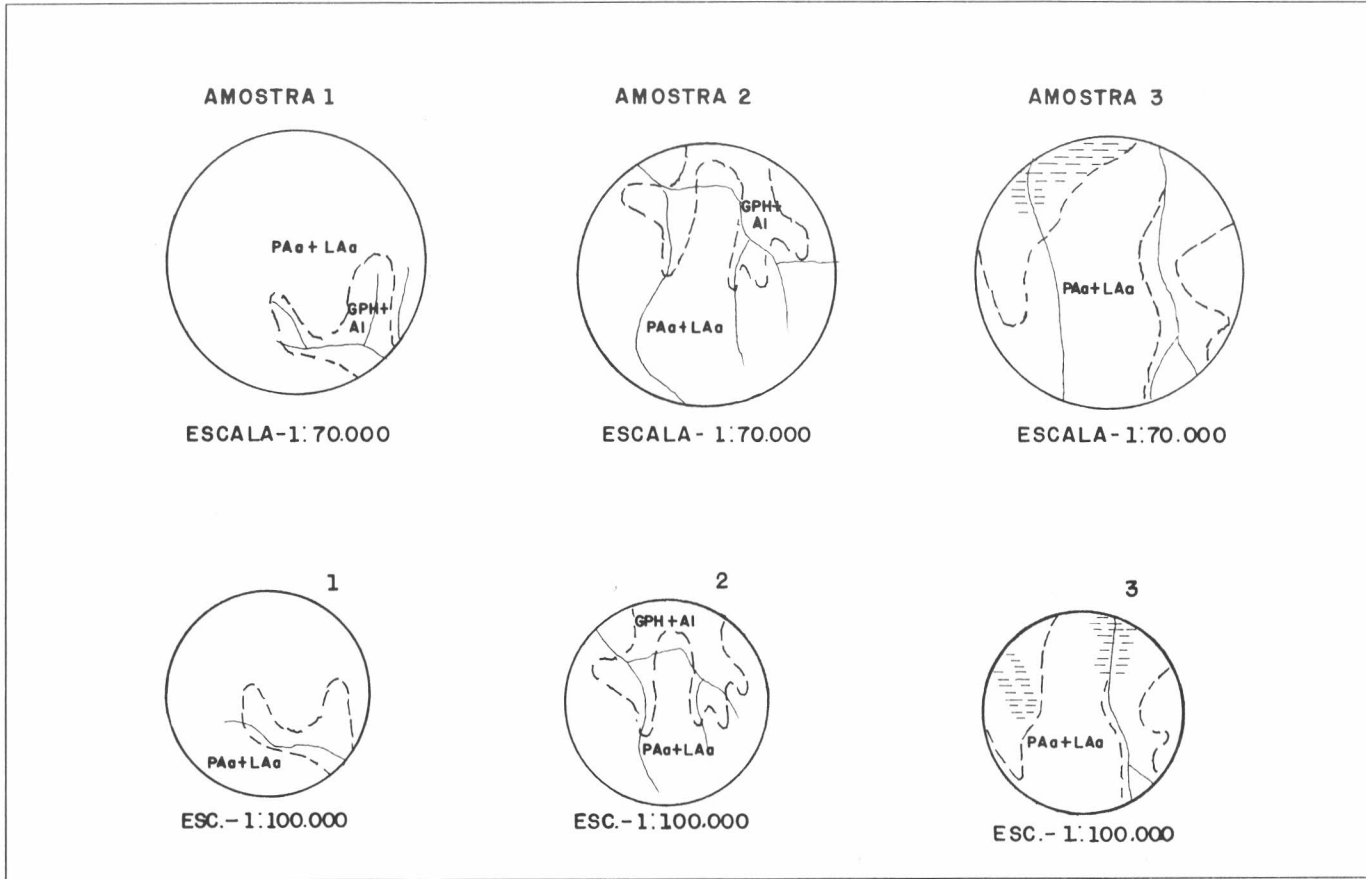 AMOSTRA 1
AMOSTRA 2
AMOSTRA 3
PAa+LAa
GPH+
Al
GPH+
Al
PAa+LAa
PAa+LAa
ESCALA-1:70.000
ESCALA- 1:70.000
ESCALA-1:70.000
1
2
3
PAa+LAa
GPH+Al
PAa+LAa
PAa+LAa
ESC.-1:100.000
ESC.-1:100.000
ESC.-1:100.000